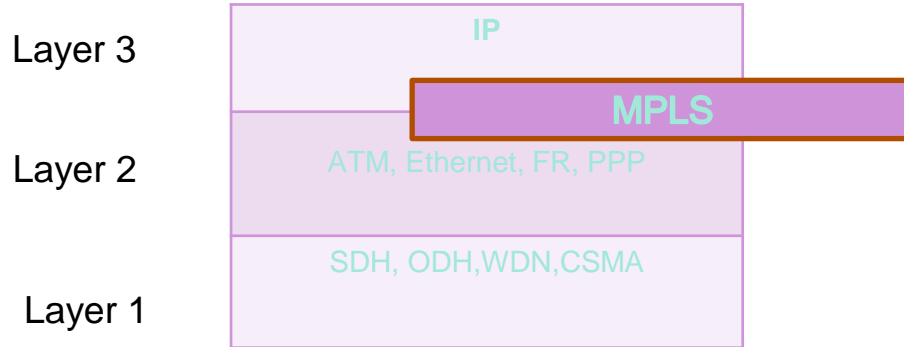 Layer 3
IP
MPLS
Layer 2
ATM, Ethernet, FR, PPP
SDH, ODH,WDN,CSMA
Layer 1